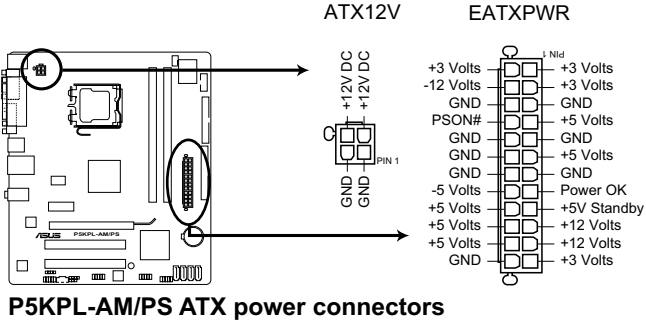 ATX12V
EATXPWR
+12V DC
+12V DC
GND
GND
PIN 1
PIN 1
+3 Volts
-12 Volts
GND
PSON#
GND
GND
GND
-5 Volts
+5 Volts
+5 Volts
+5 Volts
GND
+3 Volts
+3 Volts
GND
+5 Volts
GND
+5 Volts
GND
Power OK
+5V Standby
+12 Volts
+12 Volts
+3 Volts
ASUS
P5KPL-AM/PS
P5KPL-AM/PS ATX power connectors